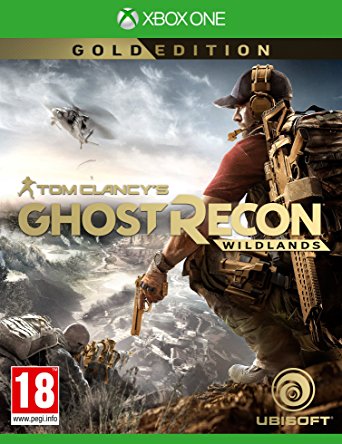 XBOX ONE
GOLD EDITION
TOM CLANCY'S
GHOST RECON
WILDLANDS
18
www.pegi.info
UBISOFT